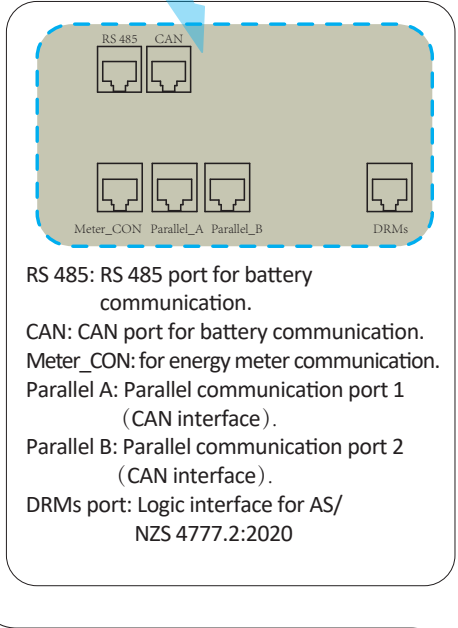 RS 485 CAN
Meter_CON Parallel_A Parallel_B DRMs
RS 485: RS 485 port for battery
communication.
CAN: CAN port for battery communication.
Meter_CON: for energy meter communication.
Parallel A: Parallel communication port 1
（CAN interface）.
Parallel B: Parallel communication port 2
（CAN interface）.
DRMs port: Logic interface for AS/
NZS 4777.2:2020